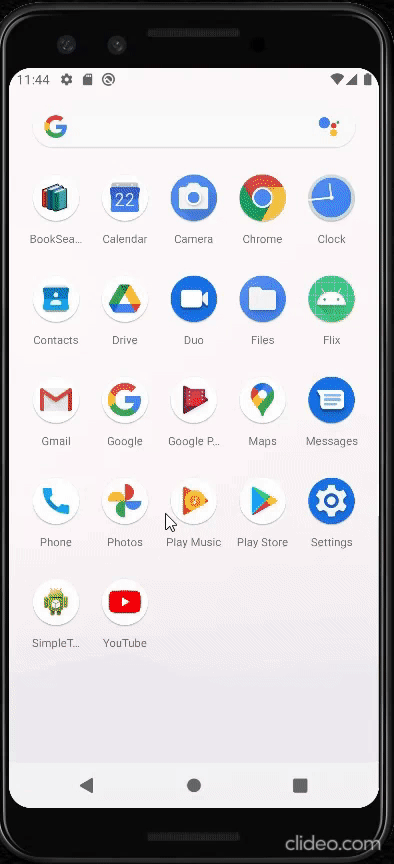 11:44
BookSea...
Calendar
22
Camera
Chrome
Clock
Contacts
Drive
Duo
Files
Flix
Gmail
Google
Google P...
Maps
Messages
Phone
Photos
Play Music
Play Store
Settings
SimpleT...
YouTube
clideo.com